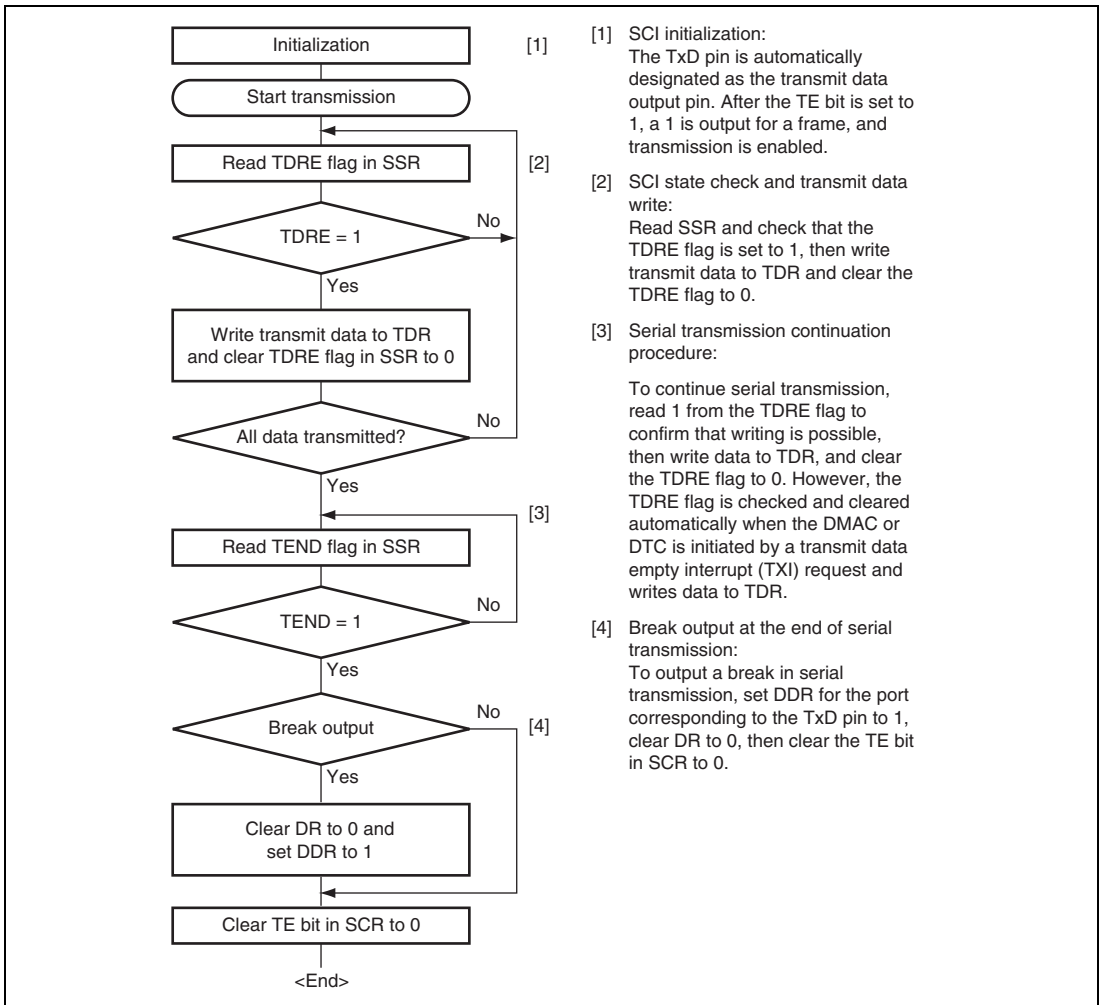 Initialization
[1]
Start transmission
Read TDRE flag in SSR
[2]
No
TDRE = 1
Yes
Write transmit data to TDR
and clear TDRE flag in SSR to 0
No
All data transmitted?
Yes
[3]
Read TEND flag in SSR
No
TEND = 1
Yes
No
Break output
[4]
Yes
Clear DR to 0 and
set DDR to 1
Clear TE bit in SCR to 0
<End>
[1] SCI initialization:
The TxD pin is automatically
designated as the transmit data
output pin. After the TE bit is set to
1, a 1 is output for a frame, and
transmission is enabled.
[2] SCI state check and transmit data
write:
Read SSR and check that the
TDRE flag is set to 1, then write
transmit data to TDR and clear the
TDRE flag to 0.
[3] Serial transmission continuation
procedure:
To continue serial transmission,
read 1 from the TDRE flag to
confirm that writing is possible,
then write data to TDR, and clear
the TDRE flag to 0. However, the
TDRE flag is checked and cleared
automatically when the DMAC or
DTC is initiated by a transmit data
empty interrupt (TXI) request and
writes data to TDR.
[4] Break output at the end of serial
transmission:
To output a break in serial
transmission, set DDR for the port
corresponding to the TxD pin to 1,
clear DR to 0, then clear the TE bit
in SCR to 0.